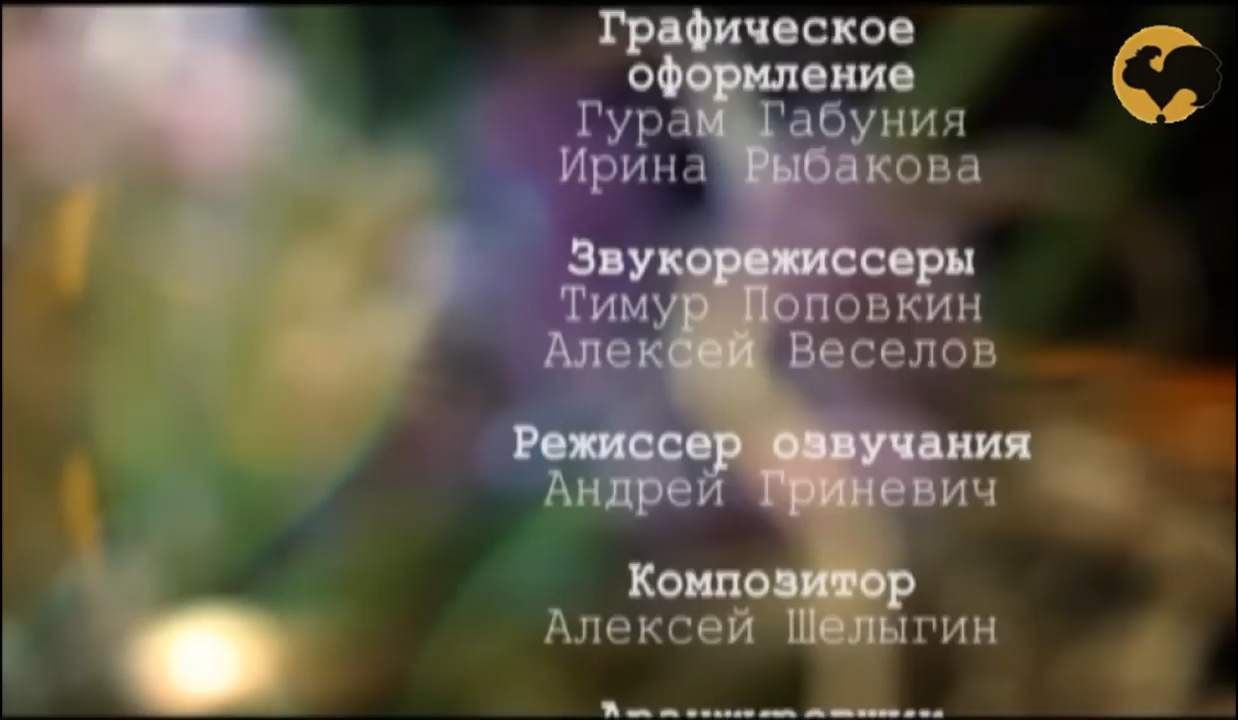 Графическое
оформление
Гурам Габуния
Ирина Рыбакова
Звукорежиссеры
Тимур Поповкин
Алексей Веселов
Режиссер озвучания
Андрей Гриневич
Композитор
Алексей Шелыгин